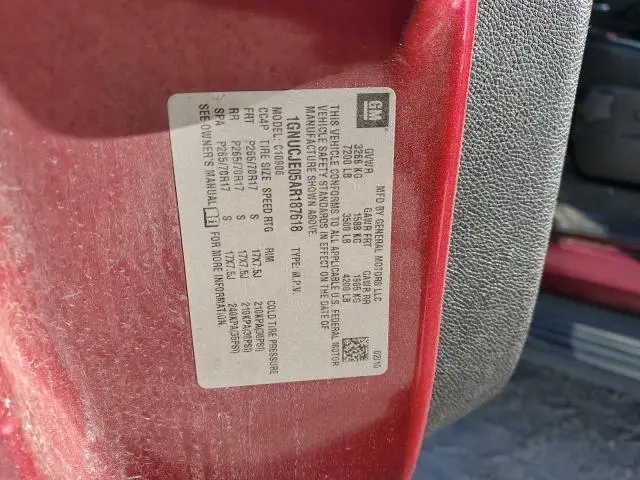 GM
MFD BY GENERAL MOTORS LLC
02/10
GVWR GAWR FRT GAWR RR
3266 KG 1588 KG 1905 KG
7200 LB 3500 LB 4200 LB
THIS VEHICLE CONFORMS TO ALL APPLICABLE U.S. FEDERAL MOTOR
VEHICLE SAFETY STANDARDS IN EFFECT ON THE DATE OF
MANUFACTURE SHOWN ABOVE.
1GNUCJE05AR187618 TYPE: M.P.V.
MODEL: C10906
CCAP TIRE SIZE SPEED RTG RIM COLD TIRE PRESSURE
FRT P265/70R17 S 17X7.5J 210KPA(30PSI)
RR P265/70R17 S 17X7.5J 210KPA(30PSI)
SPA P265/70R17 S 17X7.5J 240KPA(35PSI)
SEE OWNER'S MANUAL FOR MORE INFORMATION.